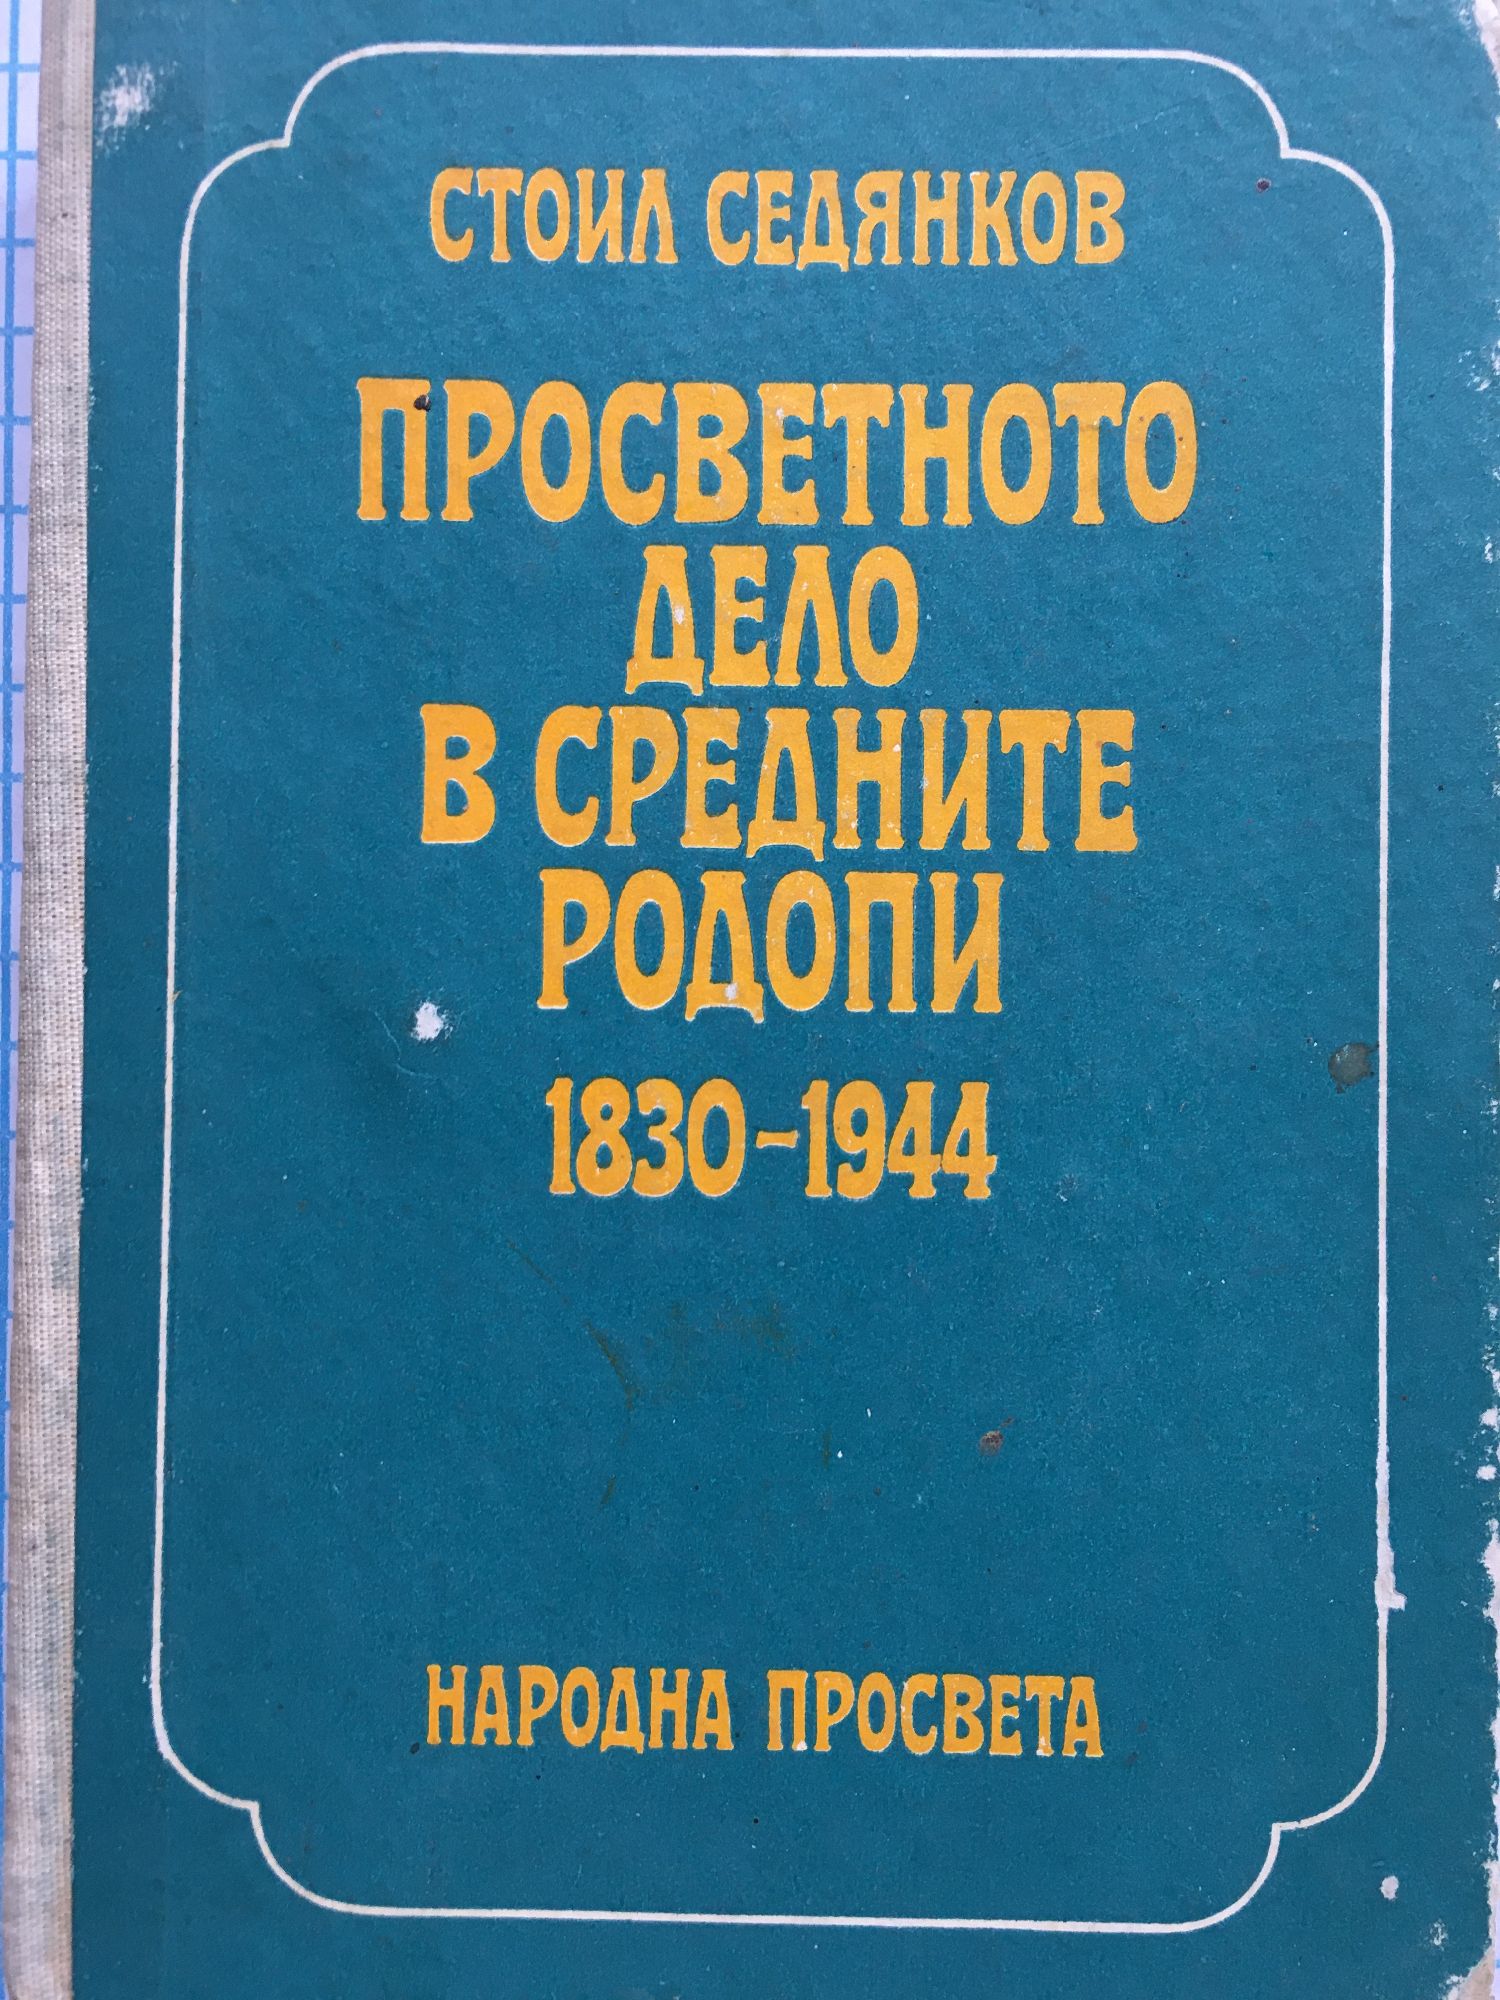 СТОИЛ СЕДЯНКОВ
ПРОСВЕТНОТО
ДЕЛО
В СРЕДНИТЕ
РОДОПИ
1830-1944
НАРОДНА ПРОСВЕТА